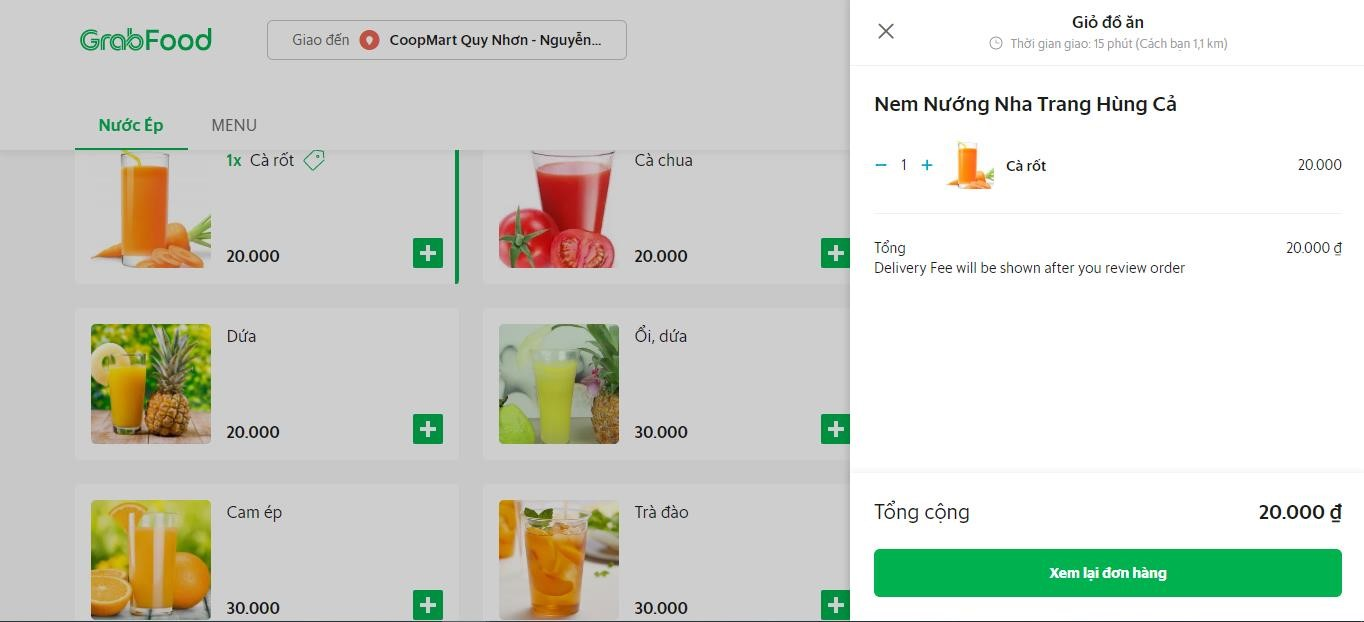 GrabFood
Giao đến CoopMart Quy Nhơn - Nguyễn...
Nước Ép MENU
1x Cà rốt
20.000
Cà chua
20.000
Dứa
20.000
Ổi, dứa
30.000
Cam ép
30.000
Trà đào
30.000
Giỏ đồ ăn
Thời gian giao: 15 phút (Cách bạn 1,1 km)
Nem Nướng Nha Trang Hùng Cả
1 Cà rốt 20.000
Tổng 20.000 ₫
Delivery Fee will be shown after you review order
Tổng cộng 20.000 ₫
Xem lại đơn hàng